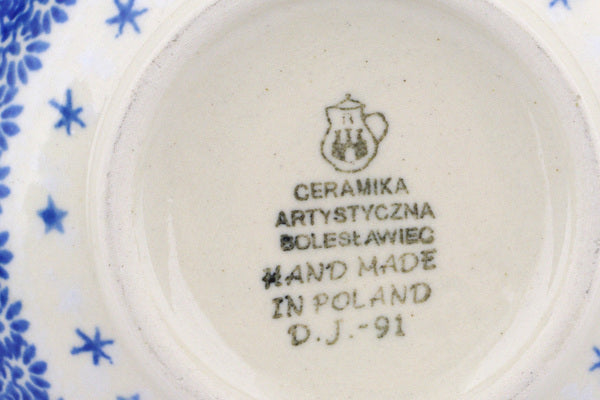 CERAMIKA
ARTYSTYCZNA
BOLESŁAWIEC
HAND MADE
IN POLAND
D.J.-91